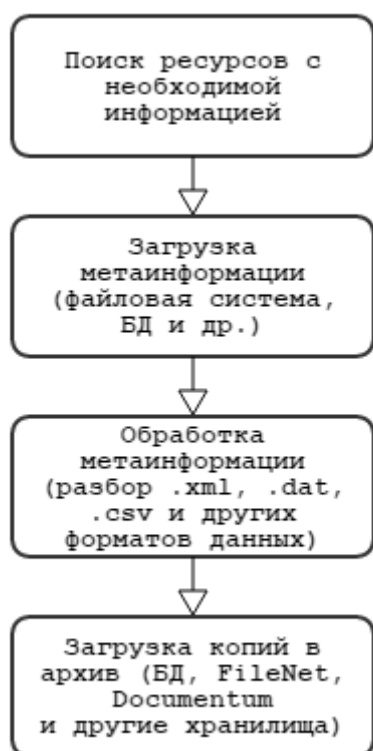 Поиск ресурсов с
необходимой
информацией
Загрузка
метаинформации
(файловая система,
БД и др.)
Обработка
метаинформации
(разбор .xml, .dat,
.csv и других
форматов данных)
Загрузка копий в
архив (БД, FileNet,
Documentum
и другие хранилища)